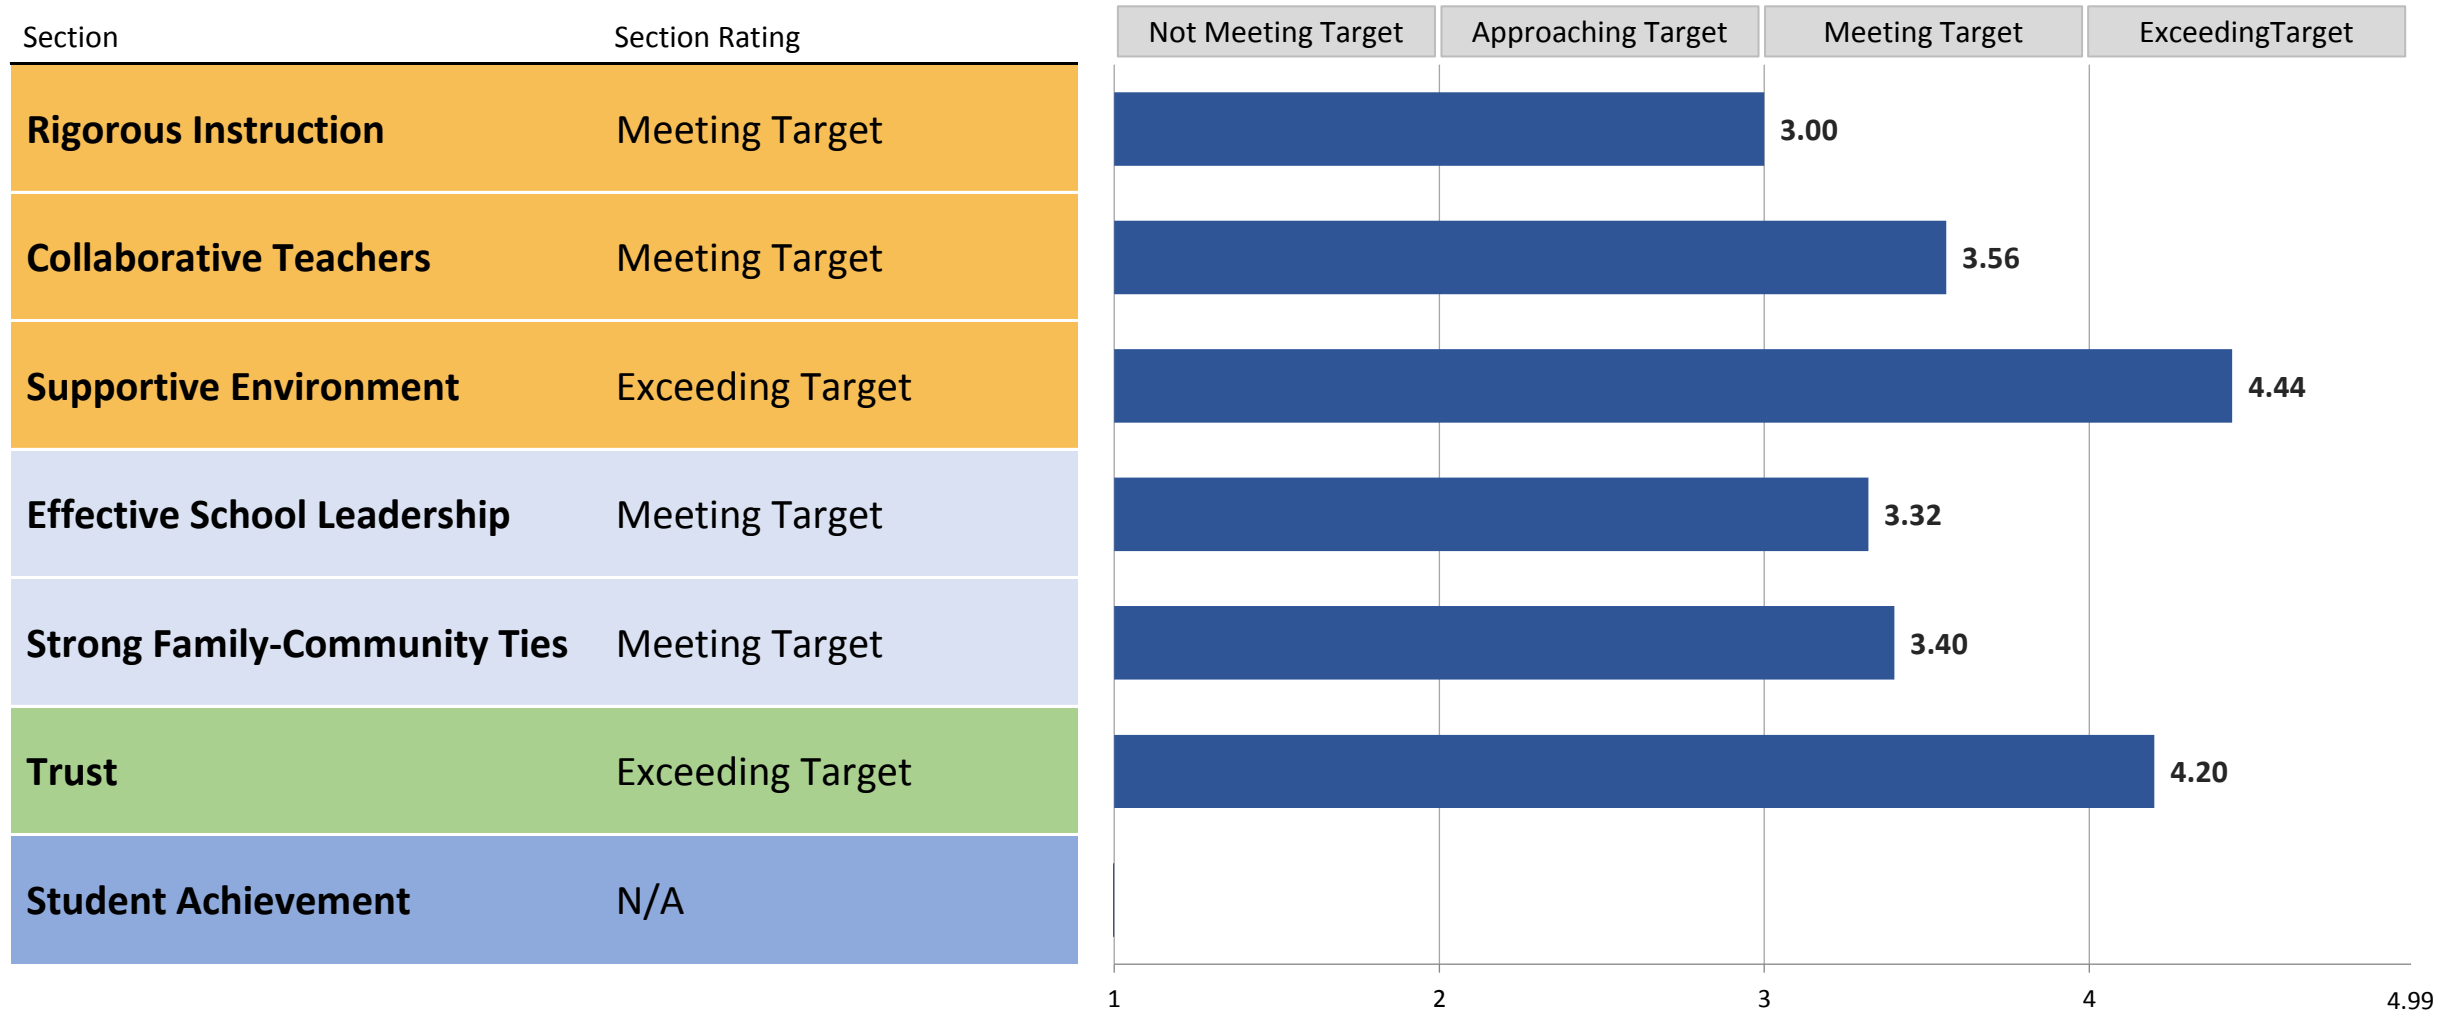 Section Section Rating Not Meeting Target Approaching Target Meeting Target ExceedingTarget
Rigorous Instruction Meeting Target 3.00
Collaborative Teachers Meeting Target 3.56
Supportive Environment Exceeding Target 4.44
Effective School Leadership Meeting Target 3.32
Strong Family-Community Ties Meeting Target 3.40
Trust Exceeding Target 4.20
Student Achievement N/A
1 2 3 4 4.99